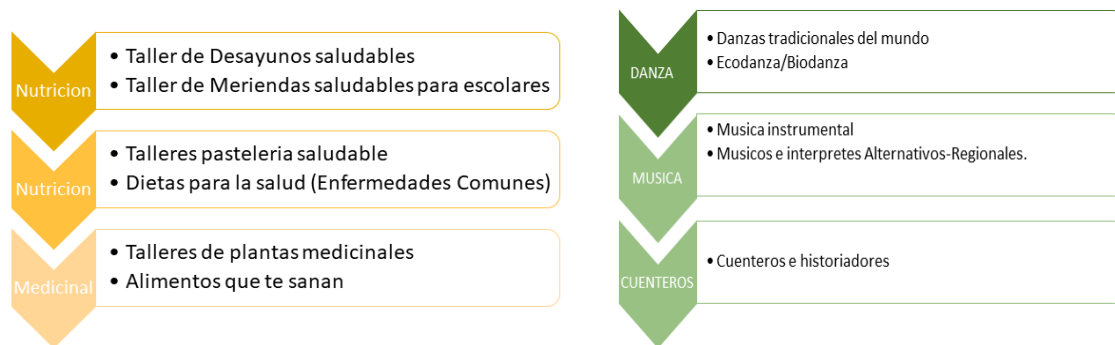 Nutricion
• Taller de Desayunos saludables
• Taller de Meriendas saludables para escolares
Nutricion
• Talleres pasteleria saludable
• Dietas para la salud (Enfermedades Comunes)
Medicinal
• Talleres de plantas medicinales
• Alimentos que te sanan
DANZA
• Danzas tradicionales del mundo
• Ecodanza/Biodanza
MUSICA
• Musica instrumental
• Musicos e interpretes Alternativos-Regionales.
CUENTEROS
• Cuenteros e historiadores